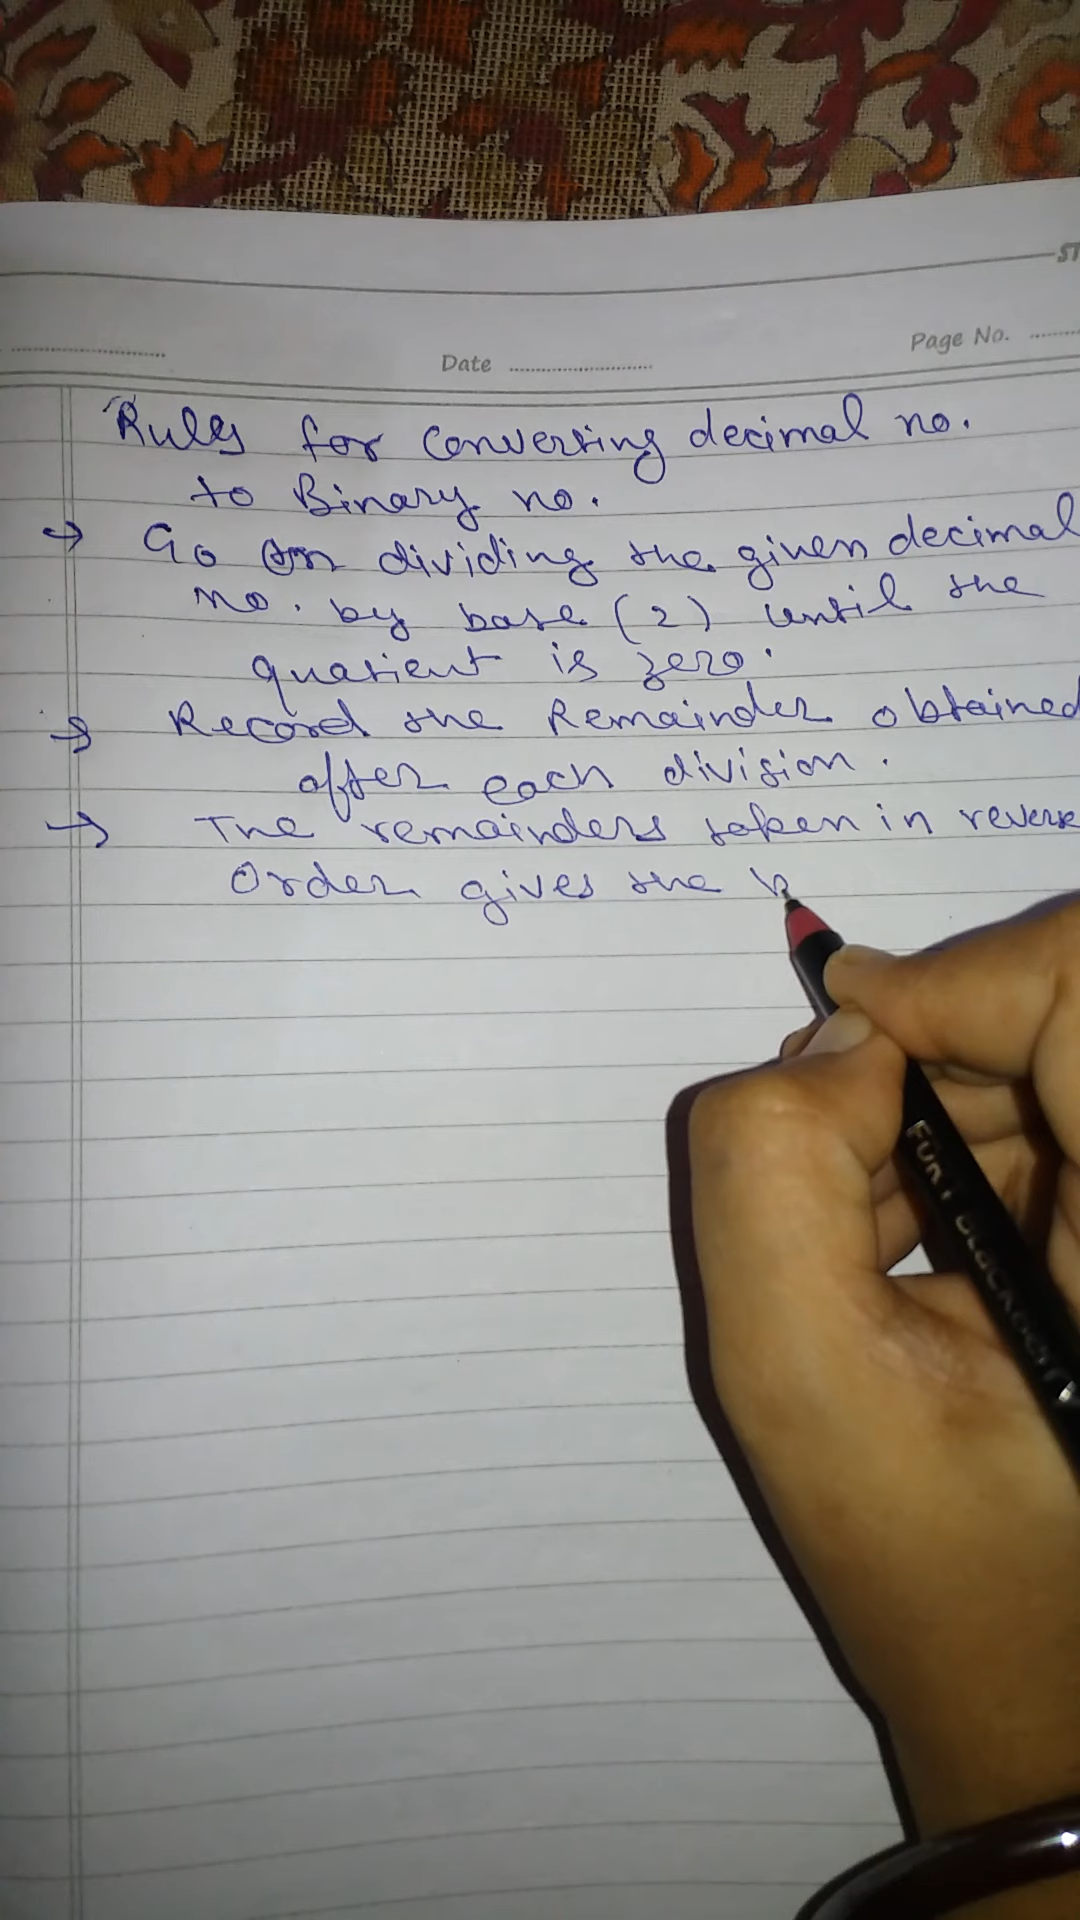 ST
Date
Page No.
Rules for Converting decimal no.
to Binary no.
→ Go on dividing the given decimal
no. by base (2) until the
quatient is zero.
→ Record the Remainder obtained
after each division.
→ The remainders taken in reverse
Order gives the b